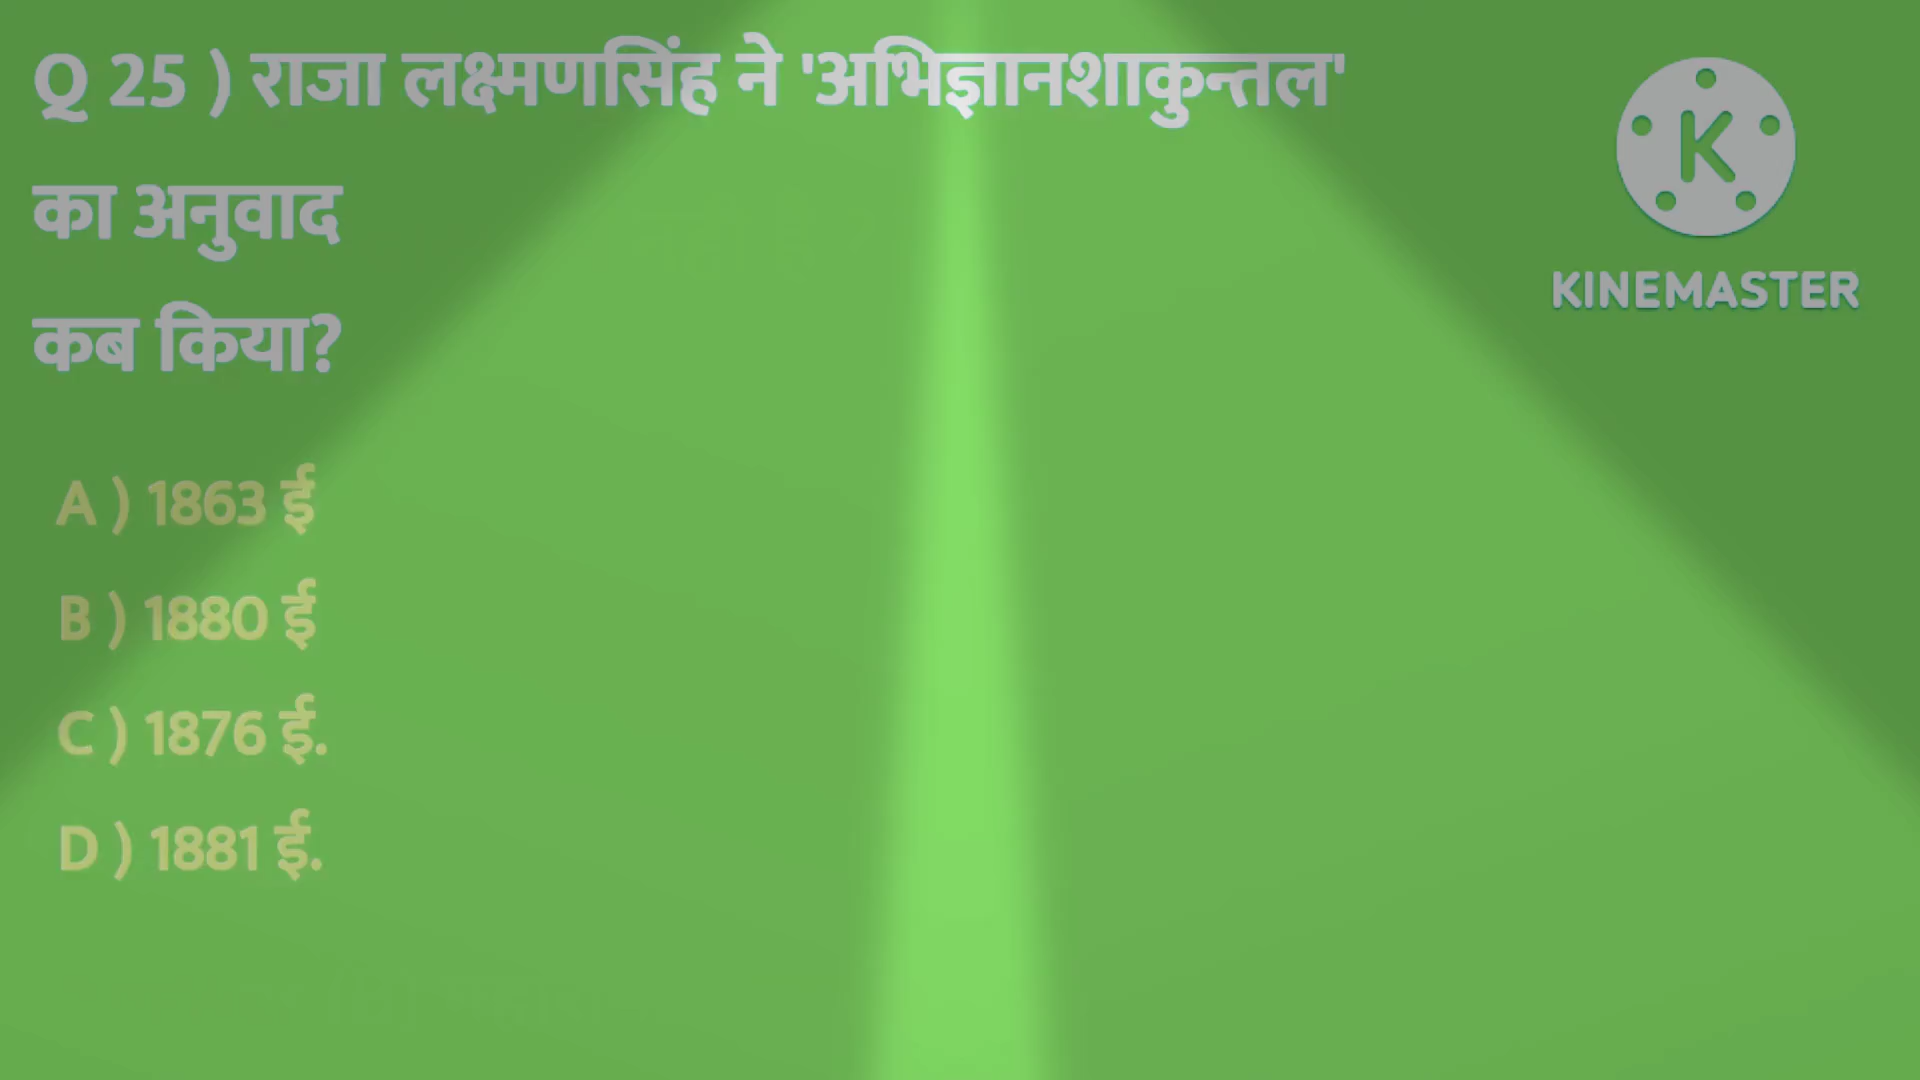 Q 25 ) राजा लक्ष्मणसिंह ने 'अभिज्ञानशाकुन्तल'
का अनुवाद
कब किया?
A ) 1863 ई
B ) 1880 ई
C ) 1876 ई.
D ) 1881 ई.
K
KINEMASTER